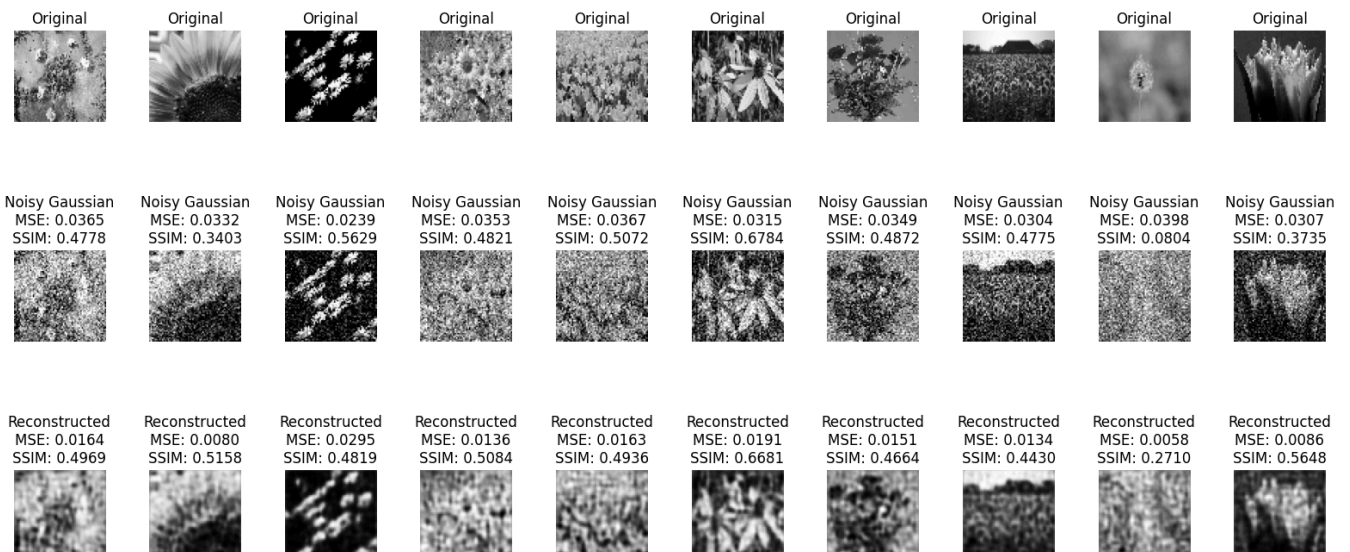 Original Original Original Original Original Original Original Original Original Original
Noisy Gaussian Noisy Gaussian Noisy Gaussian Noisy Gaussian Noisy Gaussian Noisy Gaussian Noisy Gaussian Noisy Gaussian Noisy Gaussian Noisy Gaussian
MSE: 0.0365 MSE: 0.0332 MSE: 0.0239 MSE: 0.0353 MSE: 0.0367 MSE: 0.0315 MSE: 0.0349 MSE: 0.0304 MSE: 0.0398 MSE: 0.0307
SSIM: 0.4778 SSIM: 0.3403 SSIM: 0.5629 SSIM: 0.4821 SSIM: 0.5072 SSIM: 0.6784 SSIM: 0.4872 SSIM: 0.4775 SSIM: 0.0804 SSIM: 0.3735
Reconstructed Reconstructed Reconstructed Reconstructed Reconstructed Reconstructed Reconstructed Reconstructed Reconstructed Reconstructed
MSE: 0.0164 MSE: 0.0080 MSE: 0.0295 MSE: 0.0136 MSE: 0.0163 MSE: 0.0191 MSE: 0.0151 MSE: 0.0134 MSE: 0.0058 MSE: 0.0086
SSIM: 0.4969 SSIM: 0.5158 SSIM: 0.4819 SSIM: 0.5084 SSIM: 0.4936 SSIM: 0.6681 SSIM: 0.4664 SSIM: 0.4430 SSIM: 0.2710 SSIM: 0.5648